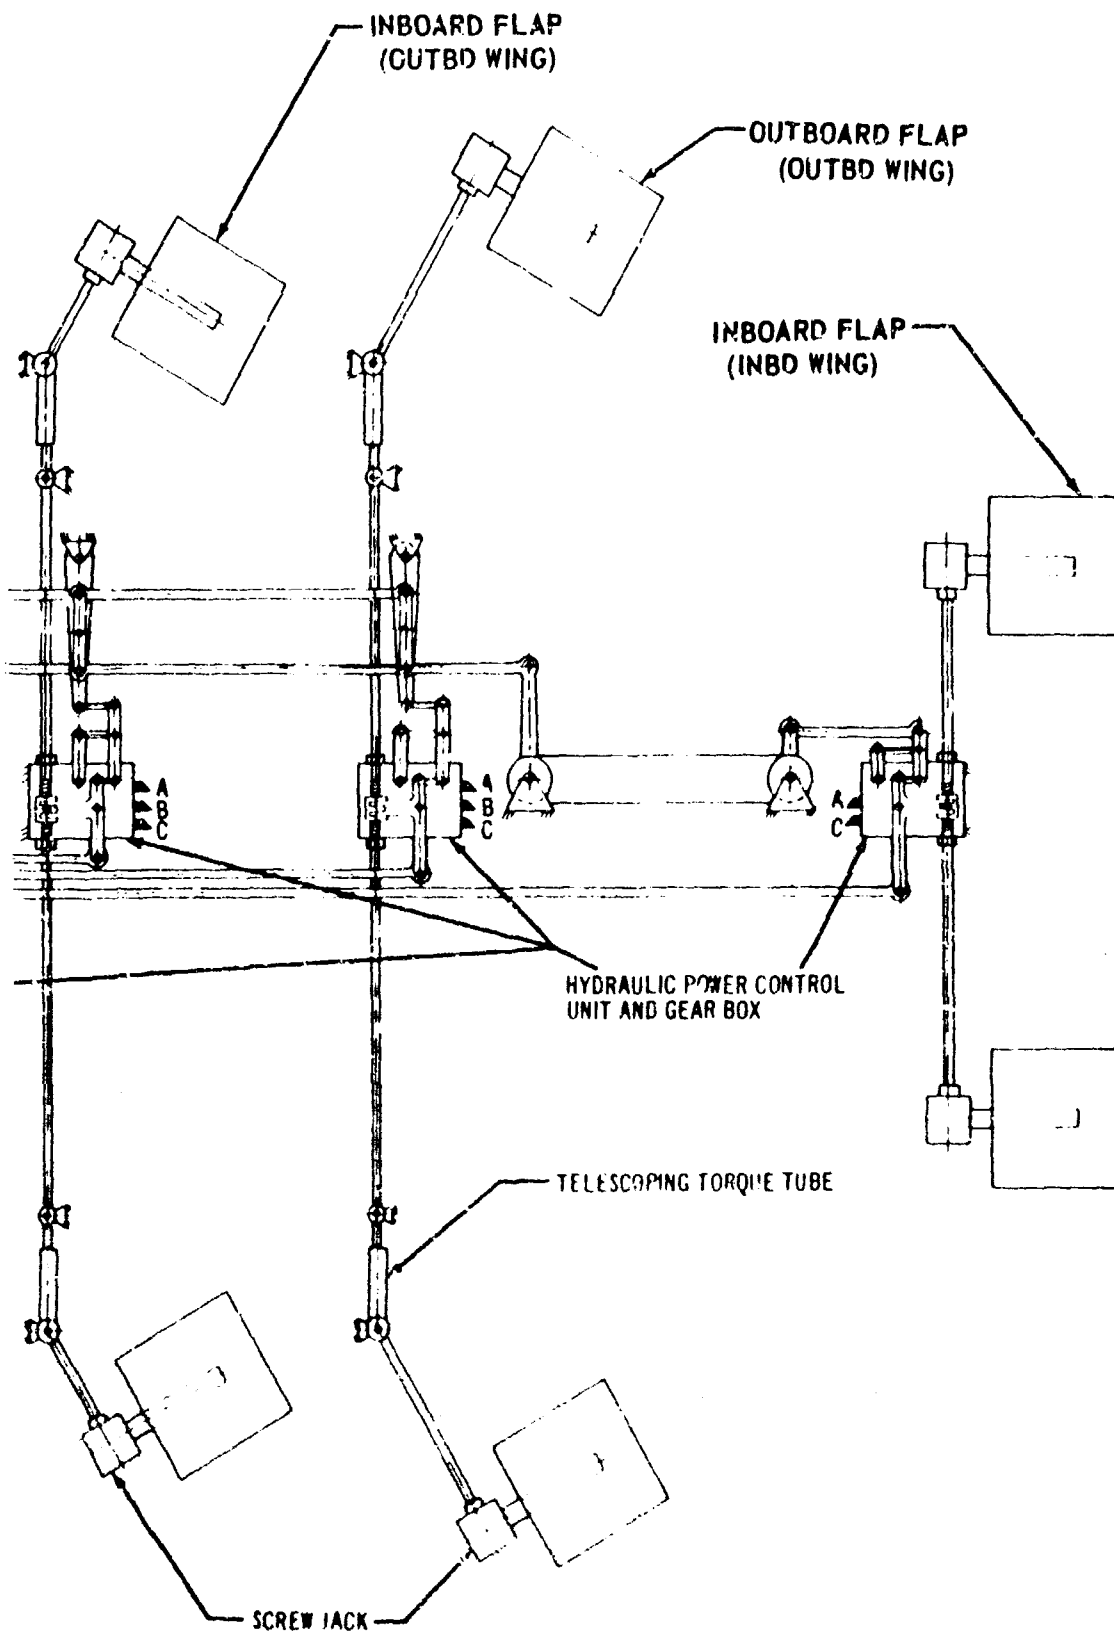 INBOARD FLAP
(OUTBD WING)
OUTBOARD FLAP
(OUTBD WING)
INBOARD FLAP
(INBD WING)
A
B
C
A
B
C
A
C
HYDRAULIC POWER CONTROL
UNIT AND GEAR BOX
TELESCOPING TORQUE TUBE
SCREW JACK